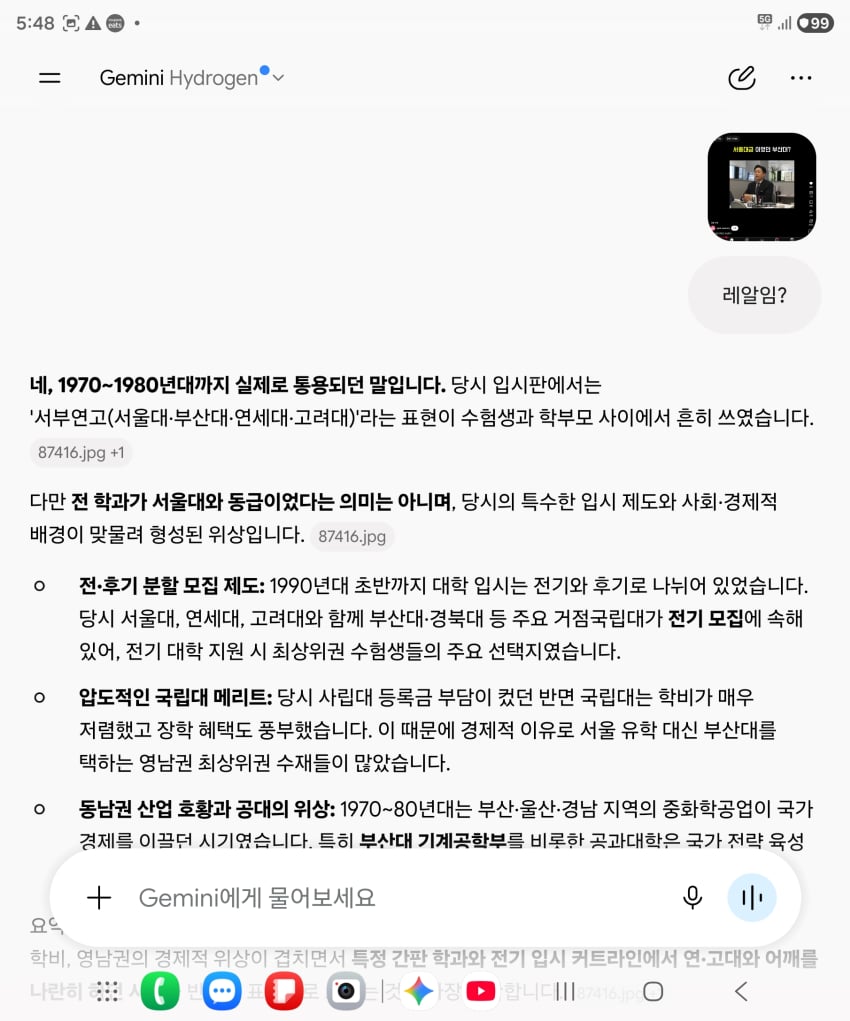 5:48
eats
5G
99
Gemini Hydrogen
서울대급 이었던 부산대?
레알임?
네, 1970~1980년대까지 실제로 통용되던 말입니다. 당시 입시판에서는
'서부연고(서울대·부산대·연세대·고려대)'라는 표현이 수험생과 학부모 사이에서 흔히 쓰였습니다.
87416.jpg +1
다만 전 학과가 서울대와 동급이었다는 의미는 아니며, 당시의 특수한 입시 제도와 사회·경제적
배경이 맞물려 형성된 위상입니다. 87416.jpg
전·후기 분할 모집 제도: 1990년대 초반까지 대학 입시는 전기와 후기로 나뉘어 있었습니다.
당시 서울대, 연세대, 고려대와 함께 부산대·경북대 등 주요 거점국립대가 전기 모집에 속해
있어, 전기 대학 지원 시 최상위권 수험생들의 주요 선택지였습니다.
압도적인 국립대 메리트: 당시 사립대 등록금 부담이 컸던 반면 국립대는 학비가 매우
저렴했고 장학 혜택도 풍부했습니다. 이 때문에 경제적 이유로 서울 유학 대신 부산대를
택하는 영남권 최상위권 수재들이 많았습니다.
동남권 산업 호황과 공대의 위상: 1970~80년대는 부산·울산·경남 지역의 중화학공업이 국가
경제를 이끌던 시기였습니다. 특히 부산대 기계공학부를 비롯한 공과대학은 국가 전략 육성
Gemini에게 물어보세요
학비, 영남권의 경제적 위상이 겹치면서 특정 간판 학과와 전기 입시 커트라인에서 연·고대와 어깨를
나란히
87416.jpg